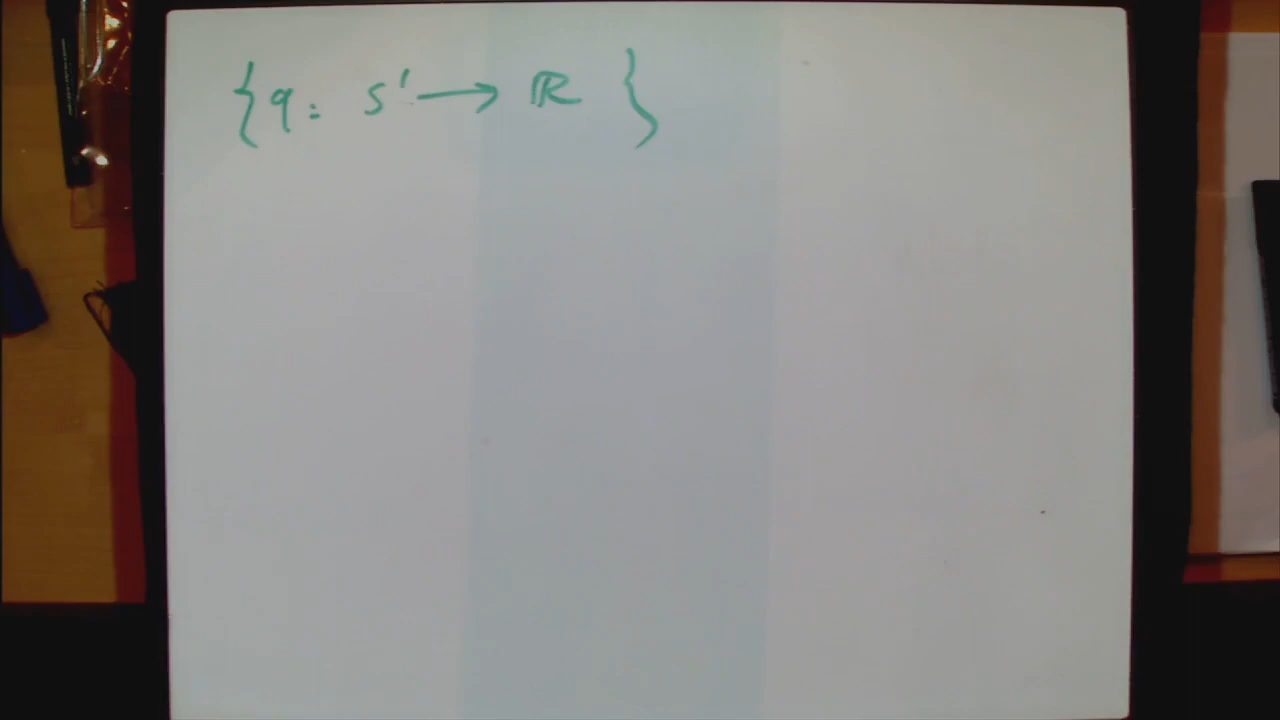 { q: S¹ ⟶ ℝ }